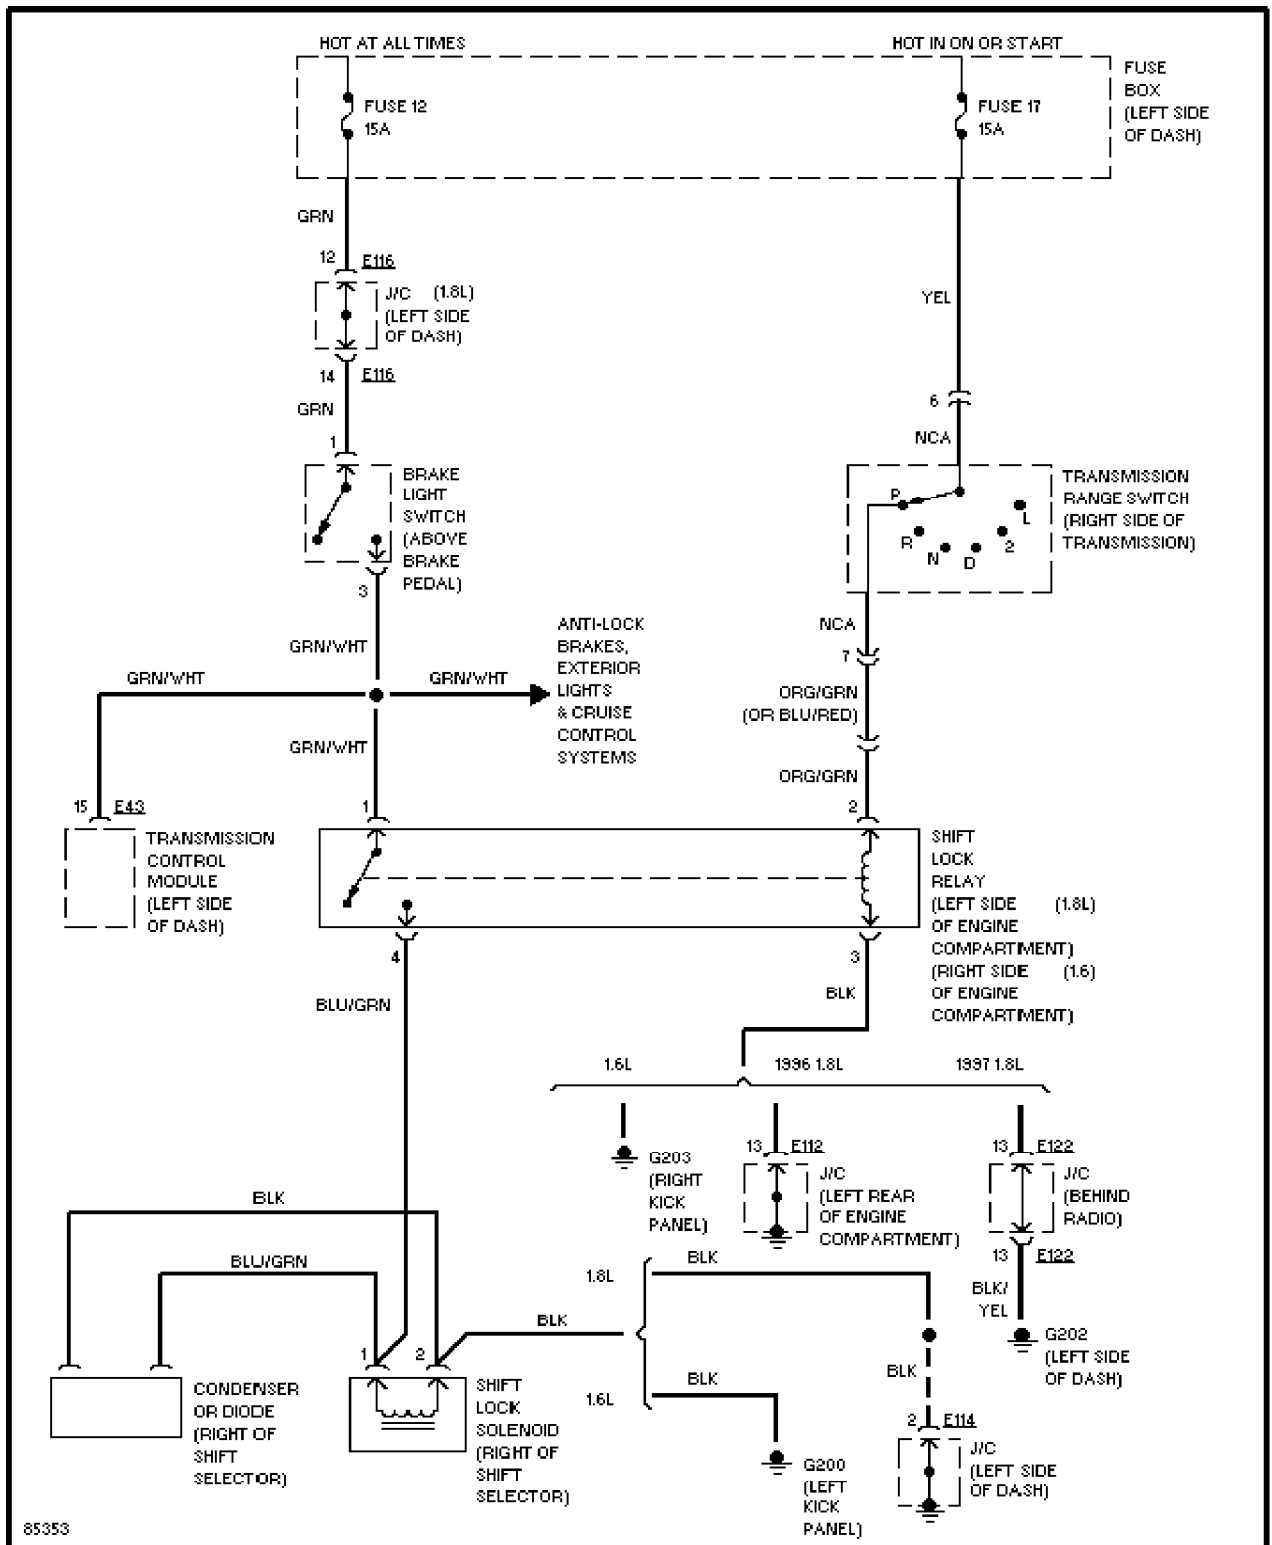 HOT AT ALL TIMES
HOT IN ON OR START
FUSE
BOX
(LEFT SIDE
OF DASH)
FUSE 12
15A
FUSE 17
15A
GRN
12 E116
J/C (1.8L)
(LEFT SIDE
OF DASH)
14 E116
GRN
1
BRAKE
LIGHT
SWITCH
(ABOVE
BRAKE
PEDAL)
3
YEL
6
NCA
TRANSMISSION
RANGE SWITCH
(RIGHT SIDE OF
TRANSMISSION)
P
R
N
D
2
L
NCA
7
ORG/GRN
(OR BLU/RED)
ORG/GRN
2
GRN/WHT
GRN/WHT
GRN/WHT
ANTI-LOCK
BRAKES,
EXTERIOR
LIGHTS
& CRUISE
CONTROL
SYSTEMS
GRN/WHT
1
15 E43
TRANSMISSION
CONTROL
MODULE
(LEFT SIDE
OF DASH)
SHIFT
LOCK
RELAY
(LEFT SIDE (1.8L)
OF ENGINE
COMPARTMENT)
(RIGHT SIDE (1.6)
OF ENGINE
COMPARTMENT)
4
BLU/GRN
3
BLK
1.6L
1996 1.8L
1997 1.8L
G203
(RIGHT
KICK
PANEL)
13 E112
J/C
(LEFT REAR
OF ENGINE
COMPARTMENT)
13 E122
J/C
(BEHIND
RADIO)
13 E122
BLK/
YEL
G202
(LEFT SIDE
OF DASH)
BLK
BLU/GRN
1
2
BLK
1.8L
BLK
1.6L
BLK
BLK
2 E114
J/C
(LEFT SIDE
OF DASH)
G200
(LEFT
KICK
PANEL)
CONDENSER
OR DIODE
(RIGHT OF
SHIFT
SELECTOR)
SHIFT
LOCK
SOLENOID
(RIGHT OF
SHIFT
SELECTOR)
85353